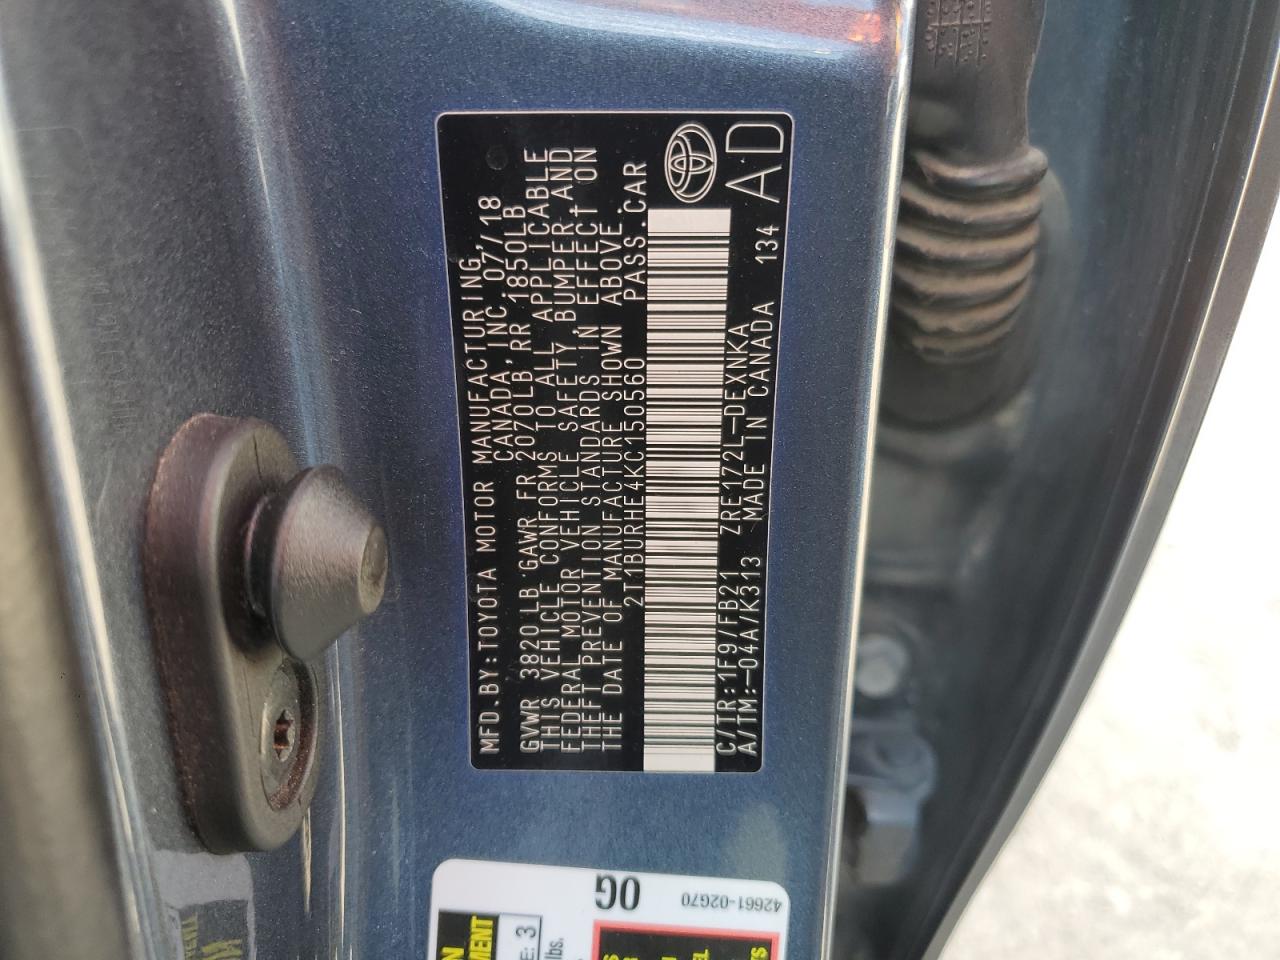 MFD.BY:TOYOTA MOTOR MANUFACTURING,
CANADA,INC.07/18
GVWR 3820LB GAWR FR 2070LB RR 1850LB
THIS VEHICLE CONFORMS TO ALL APPLICABLE
FEDERAL MOTOR VEHICLE SAFETY,BUMPER AND
THEFT PREVENTION STANDARDS IN EFFECT ON
THE DATE OF MANUFACTURE SHOWN ABOVE.
2T1BURHE4KC150560 PASS.CAR
C/TR:1F9/FB21 ZRE172L-DEXNKA
A/TM:-04A/K313 MADE IN CANADA 134
AD
0G
42661-02G70
E: 3
lbs.